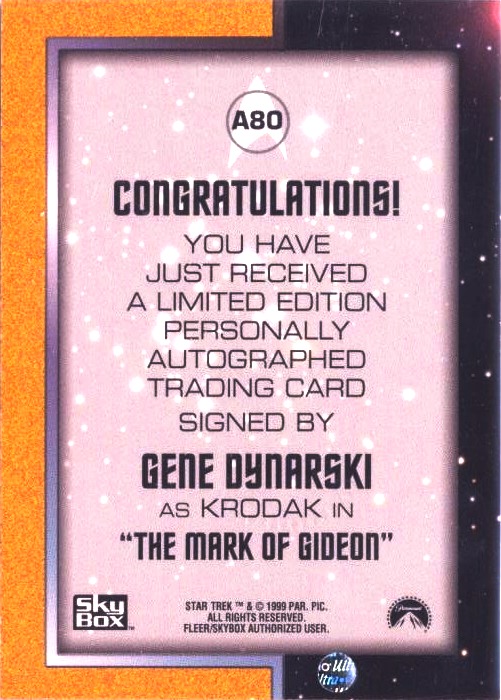 A80
CONGRATULATIONS!
YOU HAVE
JUST RECEIVED
A LIMITED EDITION
PERSONALLY
AUTOGRAPHED
TRADING CARD
SIGNED BY
GENE DYNARSKI
AS KRODAK IN
"THE MARK OF GIDEON"
SKY
BOX™
STAR TREK ™ & © 1999 PAR. PIC.
ALL RIGHTS RESERVED.
FLEER/SKYBOX AUTHORIZED USER.
Paramount